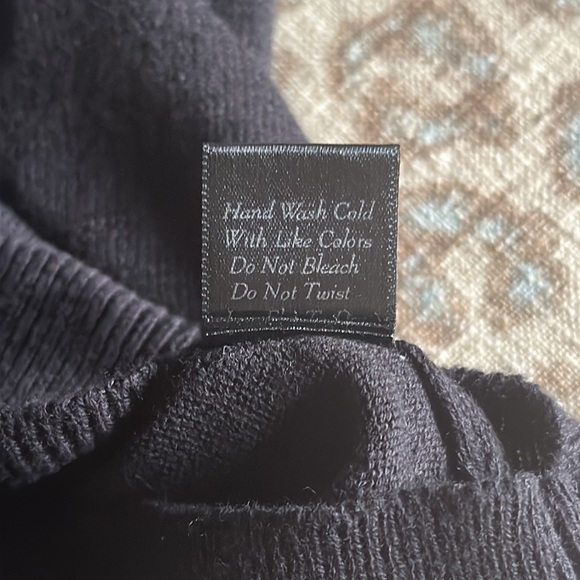 Hand Wash Cold
With Like Colors
Do Not Bleach
Do Not Twist